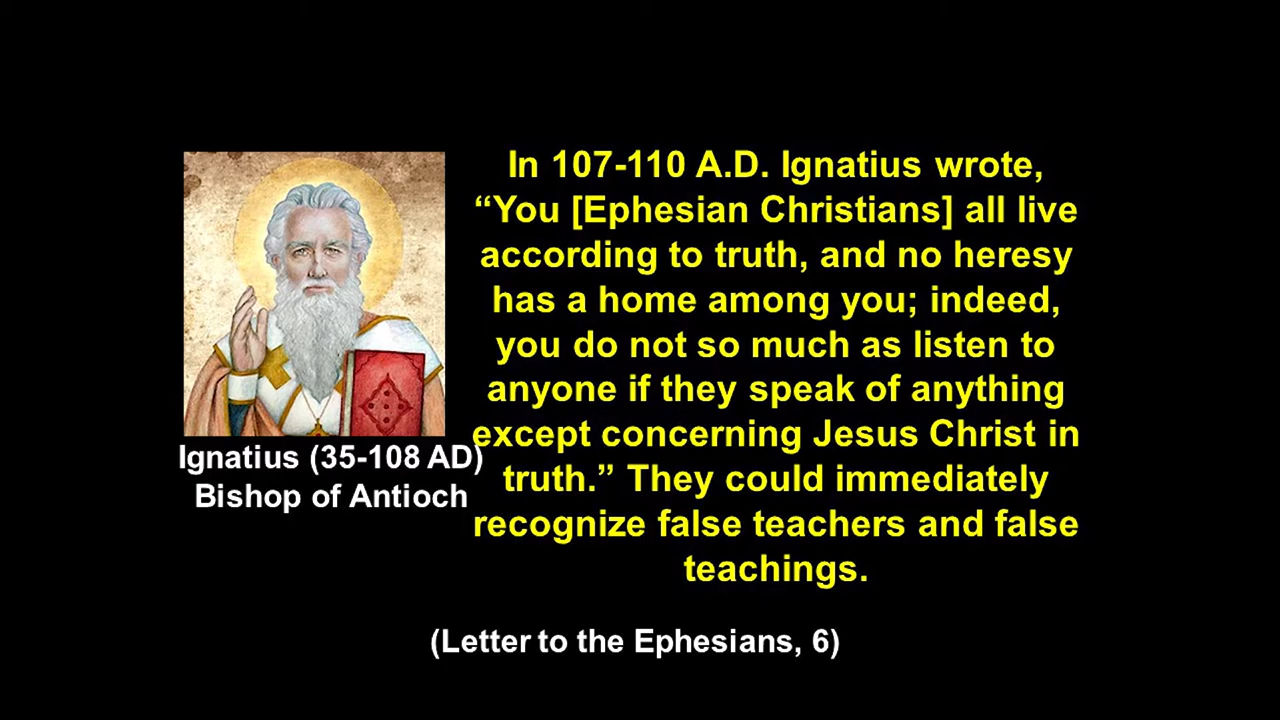 In 107-110 A.D. Ignatius wrote,
“You [Ephesian Christians] all live
according to truth, and no heresy
has a home among you; indeed,
you do not so much as listen to
anyone if they speak of anything
except concerning Jesus Christ in
truth.” They could immediately
recognize false teachers and false
teachings.
Ignatius (35-108 AD)
Bishop of Antioch
(Letter to the Ephesians, 6)